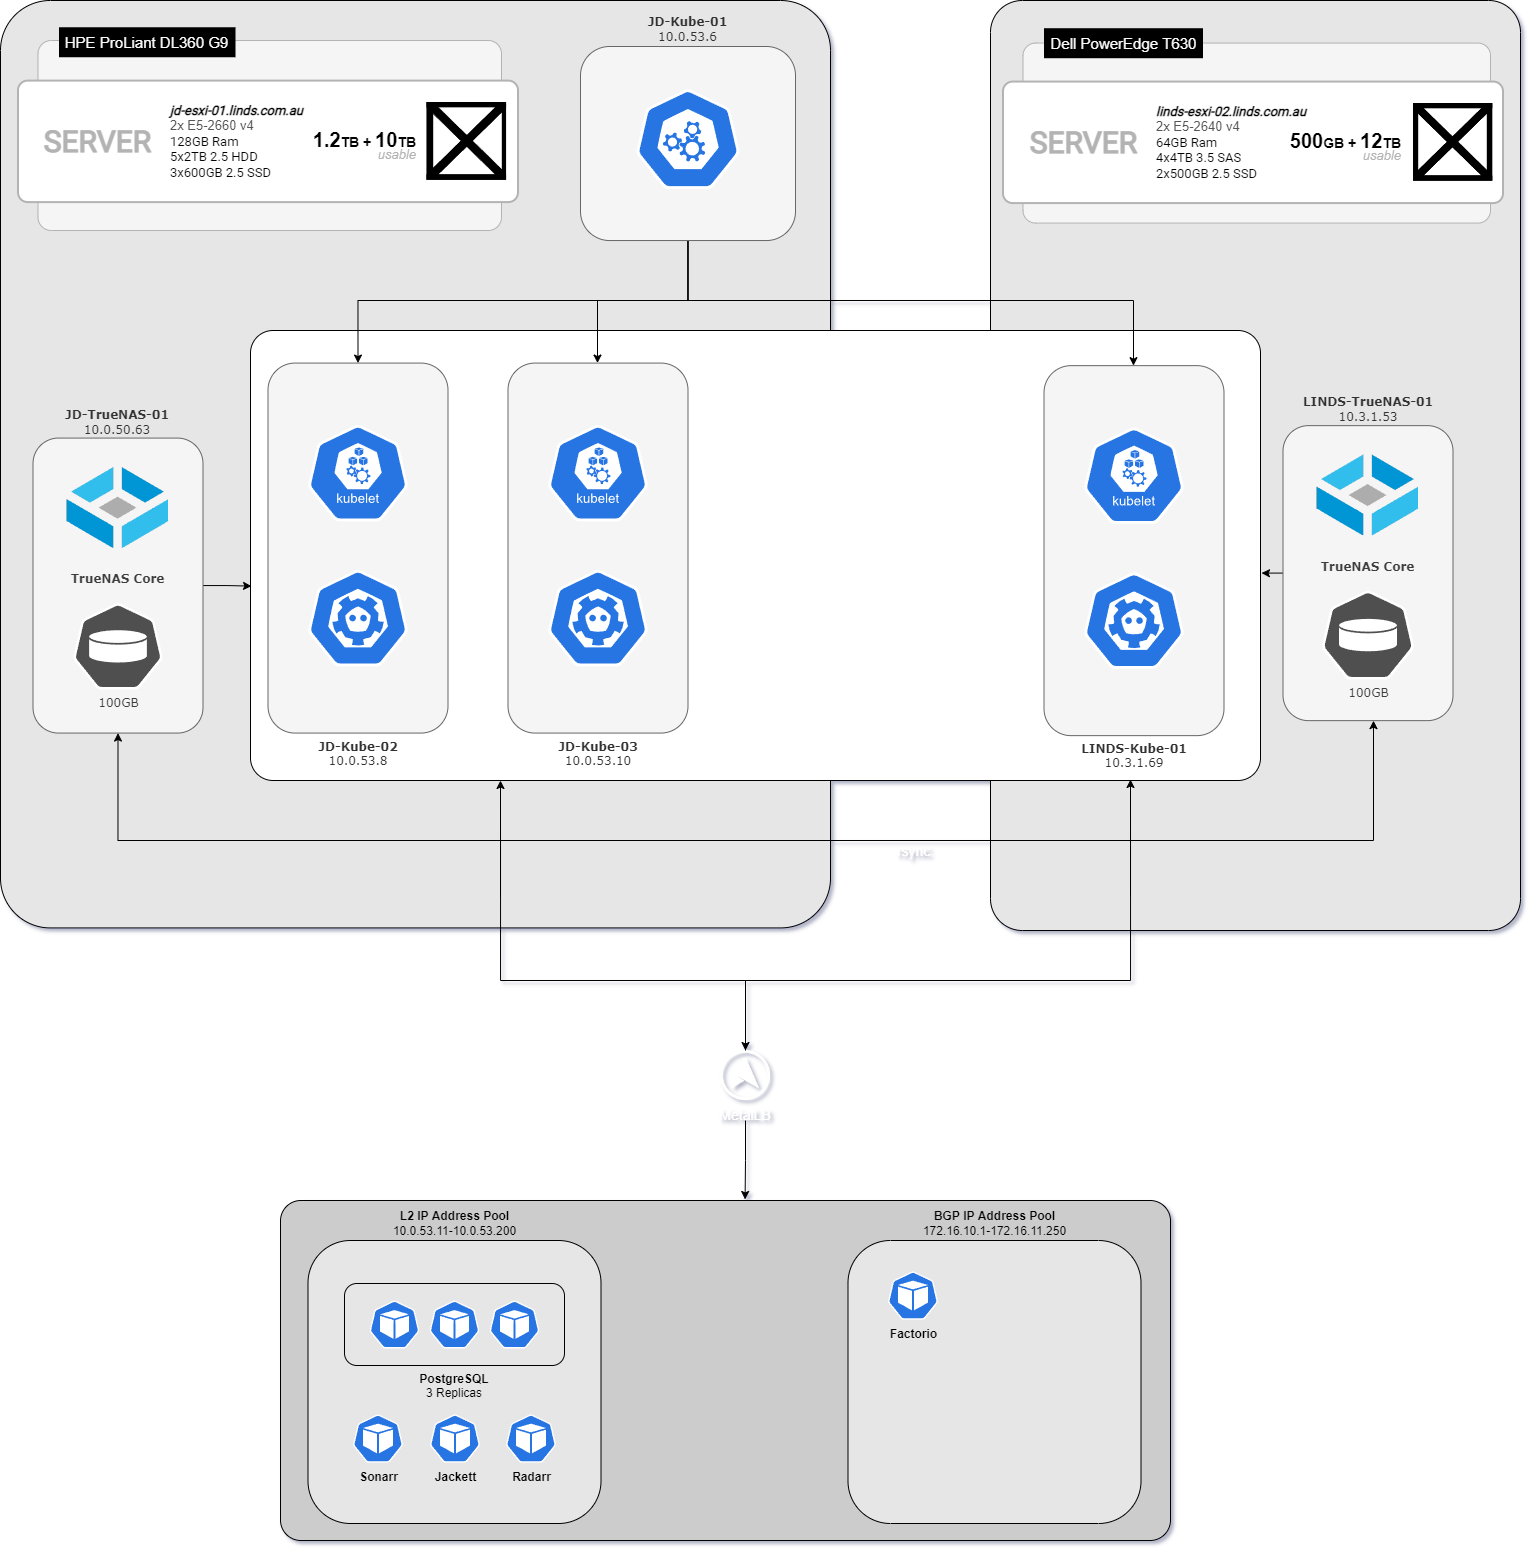 HPE ProLiant DL360 G9
SERVER
jd-esxi-01.linds.com.au
2x E5-2660 v4
128GB Ram
5x2TB 2.5 HDD
3x600GB 2.5 SSD
1.2TB + 10TB
usable
JD-Kube-01
10.0.53.6
Dell PowerEdge T630
SERVER
linds-esxi-02.linds.com.au
2x E5-2640 v4
64GB Ram
4x4TB 3.5 SAS
2x500GB 2.5 SSD
500GB + 12TB
usable
JD-TrueNAS-01
10.0.50.63
TrueNAS Core
100GB
kubelet
JD-Kube-02
10.0.53.8
kubelet
JD-Kube-03
10.0.53.10
kubelet
LINDS-Kube-01
10.3.1.69
LINDS-TrueNAS-01
10.3.1.53
TrueNAS Core
100GB
rsync
MetalLB
L2 IP Address Pool
10.0.53.11-10.0.53.200
PostgreSQL
3 Replicas
Sonarr
Jackett
Radarr
BGP IP Address Pool
172.16.10.1-172.16.11.250
Factorio